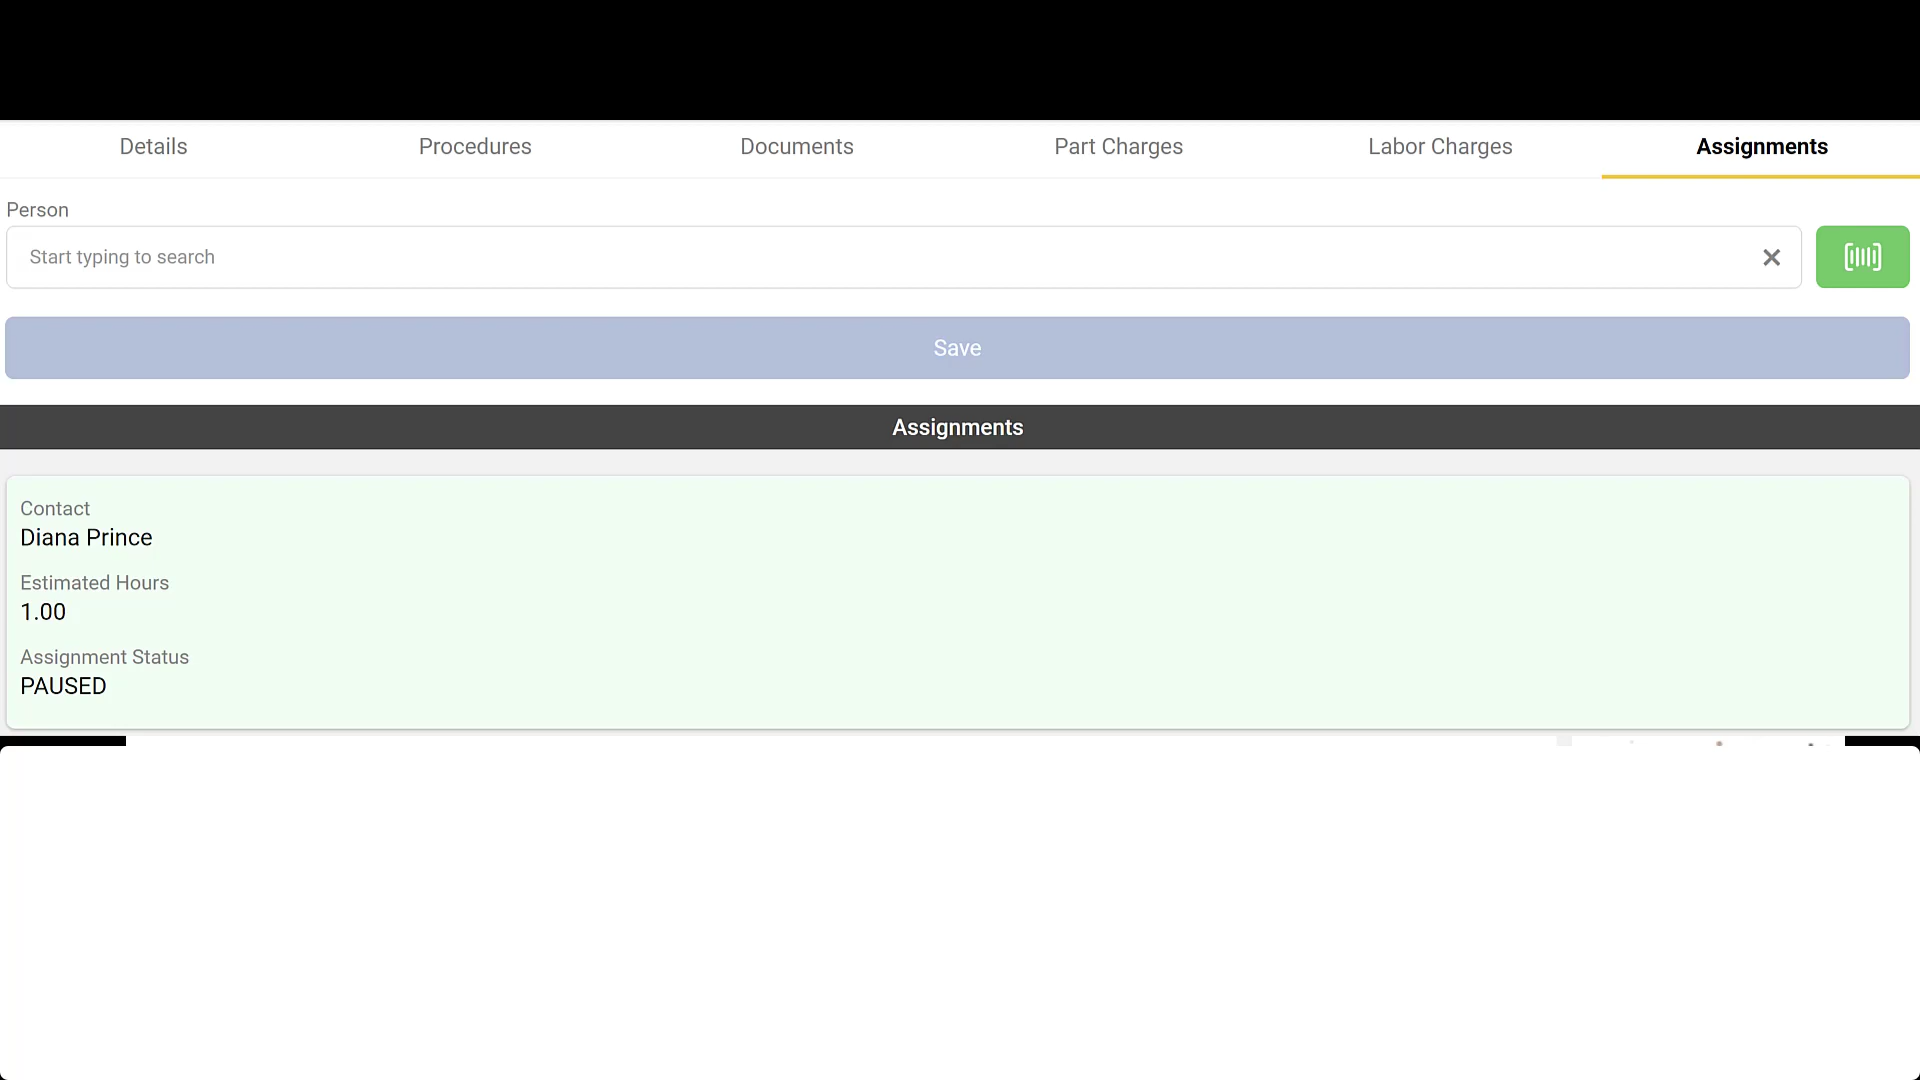 Details
Procedures
Documents
Part Charges
Labor Charges
Assignments
Person
Start typing to search
Save
Assignments
Contact
Diana Prince
Estimated Hours
1.00
Assignment Status
PAUSED